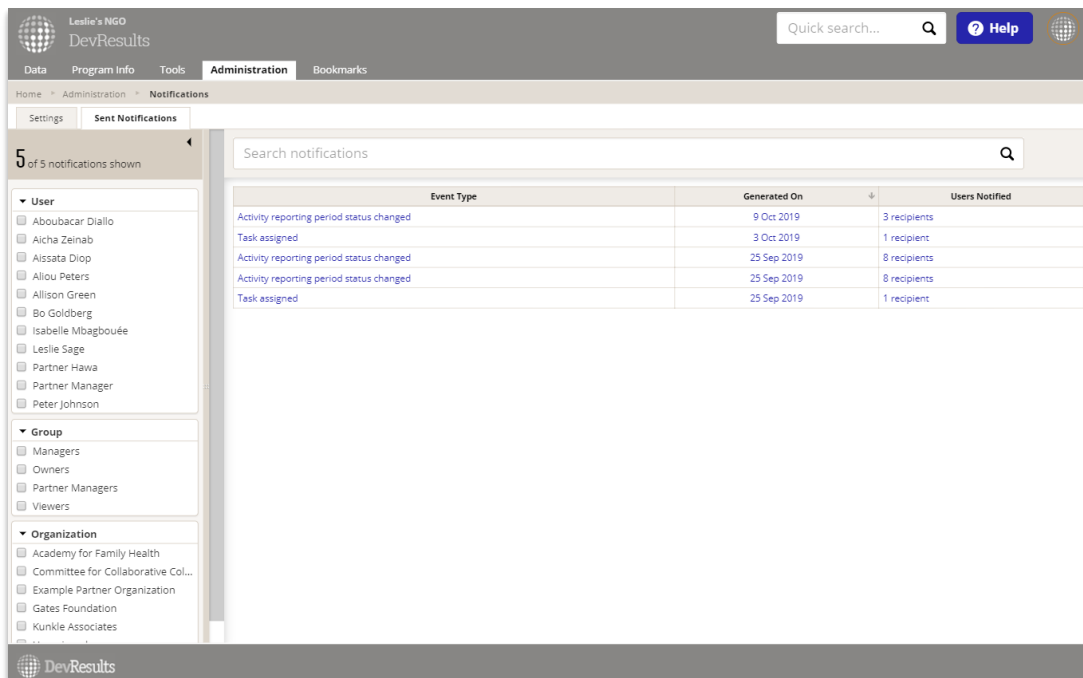 Leslie's NGO
DevResults
Quick search...
? Help
Data Program Info Tools Administration Bookmarks
Home Administration Notifications
Settings Sent Notifications
5 of 5 notifications shown
Search notifications
Event Type Generated On Users Notified
Activity reporting period status changed 9 Oct 2019 3 recipients
Task assigned 3 Oct 2019 1 recipient
Activity reporting period status changed 25 Sep 2019 8 recipients
Activity reporting period status changed 25 Sep 2019 8 recipients
Task assigned 25 Sep 2019 1 recipient
User
Aboubacar Diallo
Aicha Zeinab
Aissata Diop
Aliou Peters
Allison Green
Bo Goldberg
Isabelle Mbagbouée
Leslie Sage
Partner Hawa
Partner Manager
Peter Johnson
Group
Managers
Owners
Partner Managers
Viewers
Organization
Academy for Family Health
Committee for Collaborative Col...
Example Partner Organization
Gates Foundation
Kunkle Associates
DevResults